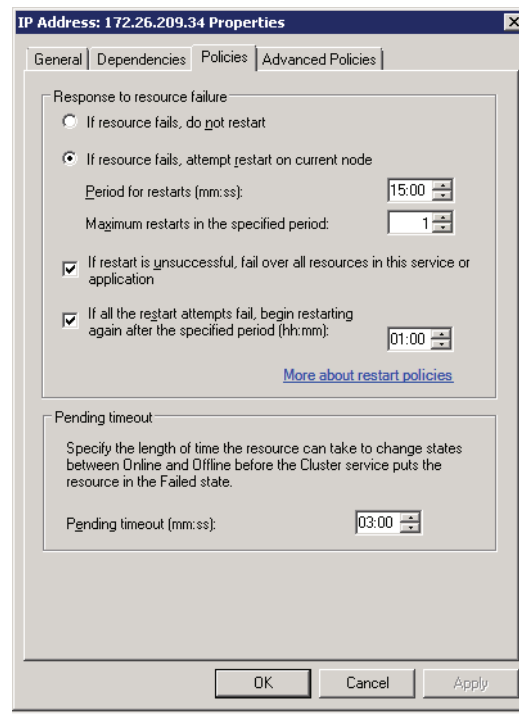 IP Address: 172.26.209.34 Properties
General Dependencies Policies Advanced Policies
Response to resource failure
If resource fails, do not restart
If resource fails, attempt restart on current node
Period for restarts (mm:ss): 15:00
Maximum restarts in the specified period: 1
If restart is unsuccessful, fail over all resources in this service or
application
If all the restart attempts fail, begin restarting
again after the specified period (hh:mm): 01:00
More about restart policies
Pending timeout
Specify the length of time the resource can take to change states
between Online and Offline before the Cluster service puts the
resource in the Failed state.
Pending timeout (mm:ss): 03:00
OK Cancel Apply